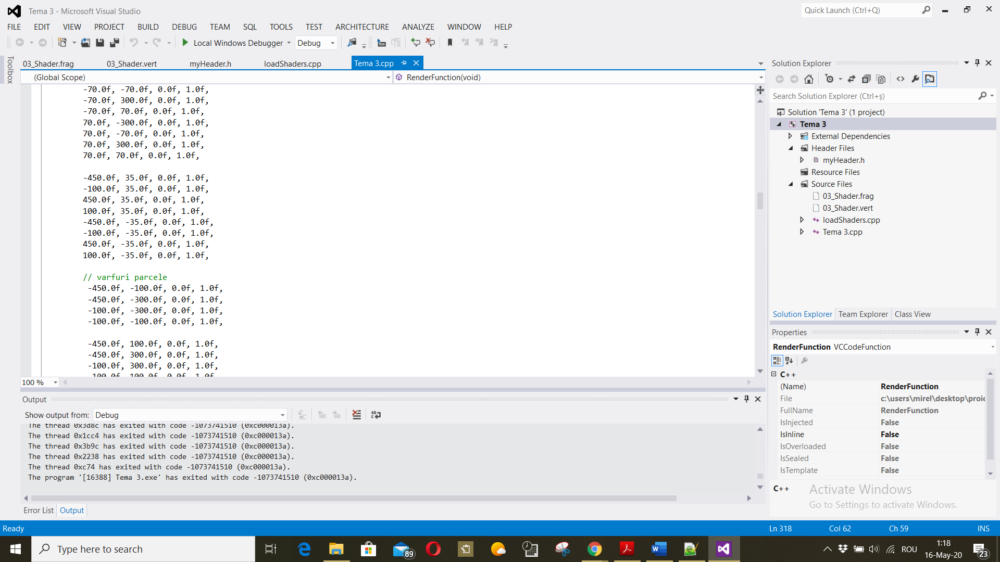 Tema 3 - Microsoft Visual Studio
Quick Launch (Ctrl+Q)
FILE EDIT VIEW PROJECT BUILD DEBUG TEAM SQL TOOLS TEST ARCHITECTURE ANALYZE WINDOW HELP
Local Windows Debugger Debug
Toolbox
03_Shader.frag 03_Shader.vert myHeader.h loadShaders.cpp Tema 3.cpp
(Global Scope) RenderFunction(void)
-70.0f, -70.0f, 0.0f, 1.0f,
-70.0f, 300.0f, 0.0f, 1.0f,
-70.0f, 70.0f, 0.0f, 1.0f,
70.0f, -300.0f, 0.0f, 1.0f,
70.0f, -70.0f, 0.0f, 1.0f,
70.0f, 300.0f, 0.0f, 1.0f,
70.0f, 70.0f, 0.0f, 1.0f,
-450.0f, 35.0f, 0.0f, 1.0f,
-100.0f, 35.0f, 0.0f, 1.0f,
450.0f, 35.0f, 0.0f, 1.0f,
100.0f, 35.0f, 0.0f, 1.0f,
-450.0f, -35.0f, 0.0f, 1.0f,
-100.0f, -35.0f, 0.0f, 1.0f,
450.0f, -35.0f, 0.0f, 1.0f,
100.0f, -35.0f, 0.0f, 1.0f,
// varfuri parcele
-450.0f, -100.0f, 0.0f, 1.0f,
-450.0f, -300.0f, 0.0f, 1.0f,
-100.0f, -300.0f, 0.0f, 1.0f,
-100.0f, -100.0f, 0.0f, 1.0f,
-450.0f, 100.0f, 0.0f, 1.0f,
-450.0f, 300.0f, 0.0f, 1.0f,
-100.0f, 300.0f, 0.0f, 1.0f,
-100.0f, 100.0f, 0.0f, 1.0f,
100 %
Output
Show output from: Debug
The thread 0x3d8c has exited with code -1073741510 (0xc000013a).
The thread 0x1cc4 has exited with code -1073741510 (0xc000013a).
The thread 0x3b9c has exited with code -1073741510 (0xc000013a).
The thread 0x2238 has exited with code -1073741510 (0xc000013a).
The thread 0xc74 has exited with code -1073741510 (0xc000013a).
The program '[16388] Tema 3.exe' has exited with code -1073741510 (0xc000013a).
Error List Output
Solution Explorer
Search Solution Explorer (Ctrl+ş)
Solution 'Tema 3' (1 project)
Tema 3
External Dependencies
Header Files
myHeader.h
Resource Files
Source Files
03_Shader.frag
03_Shader.vert
loadShaders.cpp
Tema 3.cpp
Solution Explorer Team Explorer Class View
Properties
RenderFunction VCCodeFunction
C++
(Name) RenderFunction
File c:\users\mirel\desktop\proie
FullName RenderFunction
IsInjected False
IsInline False
IsOverloaded False
IsSealed False
IsTemplate False
C++
Activate Windows
Go to Settings to activate Windows.
Ready Ln 318 Col 62 Ch 59 INS
Type here to search
89
ROU
1:18
16-May-20
23